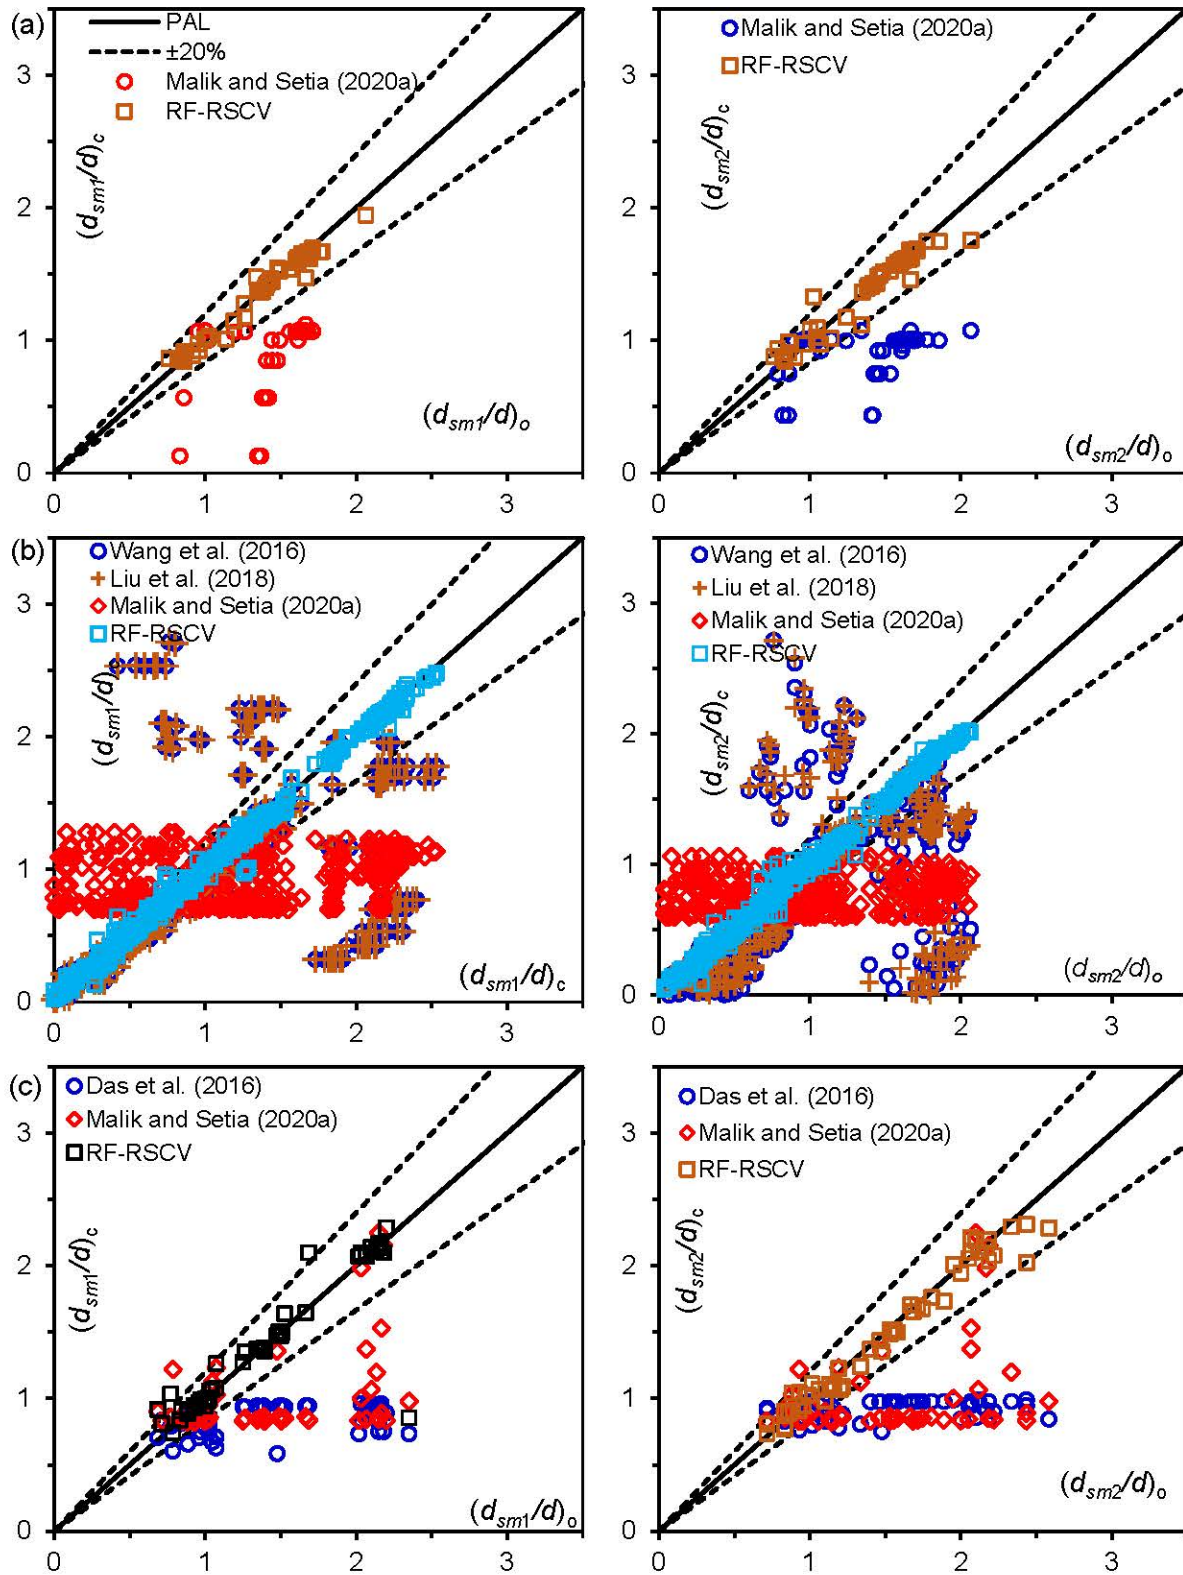 (a)
PAL
±20%
Malik and Setia (2020a)
RF-RSCV
(dsm1/d)c
(dsm1/d)o
3
2
1
0
0 1 2 3
Malik and Setia (2020a)
RF-RSCV
(dsm2/d)c
(dsm2/d)o
3
2
1
0
0 1 2 3
(b)
Wang et al. (2016)
Liu et al. (2018)
Malik and Setia (2020a)
RF-RSCV
(dsm1/d)c
(dsm1/d)c
3
2
1
0
0 1 2 3
Wang et al. (2016)
Liu et al. (2018)
Malik and Setia (2020a)
RF-RSCV
(dsm2/d)c
(dsm2/d)o
3
2
1
0
0 1 2 3
(c)
Das et al. (2016)
Malik and Setia (2020a)
RF-RSCV
(dsm1/d)c
(dsm1/d)o
3
2
1
0
0 1 2 3
Das et al. (2016)
Malik and Setia (2020a)
RF-RSCV
(dsm2/d)c
(dsm2/d)o
3
2
1
0
0 1 2 3